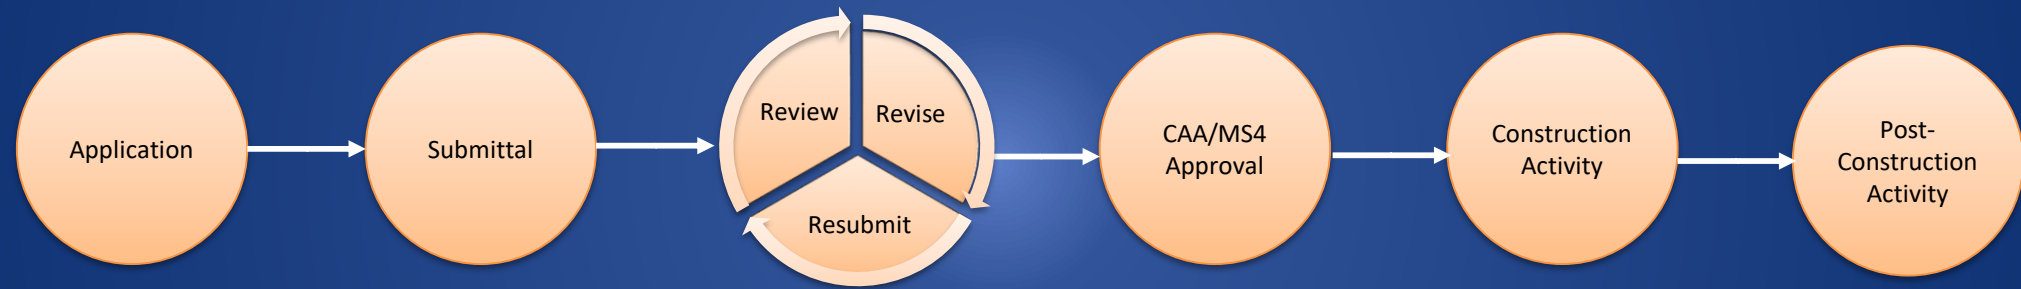 Application
Submittal
Review
Revise
Resubmit
CAA/MS4
Approval
Construction
Activity
Post-
Construction
Activity